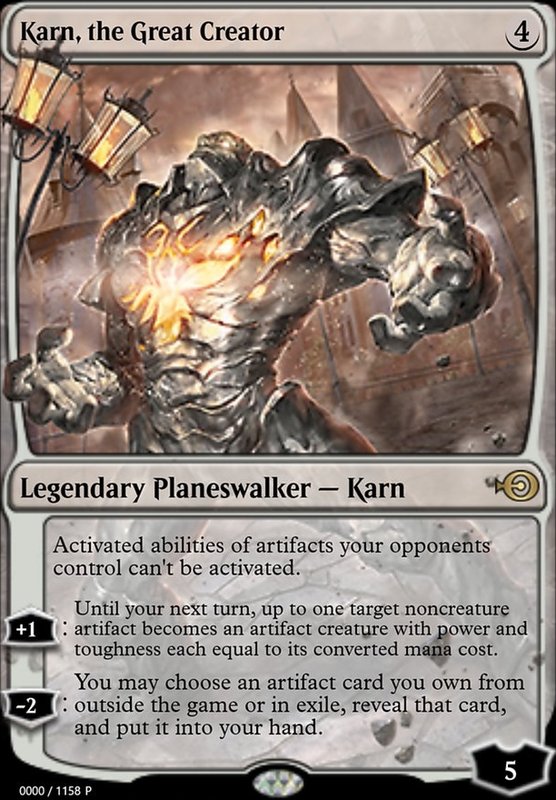 Karn, the Great Creator 4
Legendary Planeswalker — Karn
Activated abilities of artifacts your opponents
control can't be activated.
Until your next turn, up to one target noncreature
+1 : artifact becomes an artifact creature with power and
toughness each equal to its converted mana cost.
You may choose an artifact card you own from
-2 : outside the game or in exile, reveal that card,
and put it into your hand.
5
0000 / 1158 P